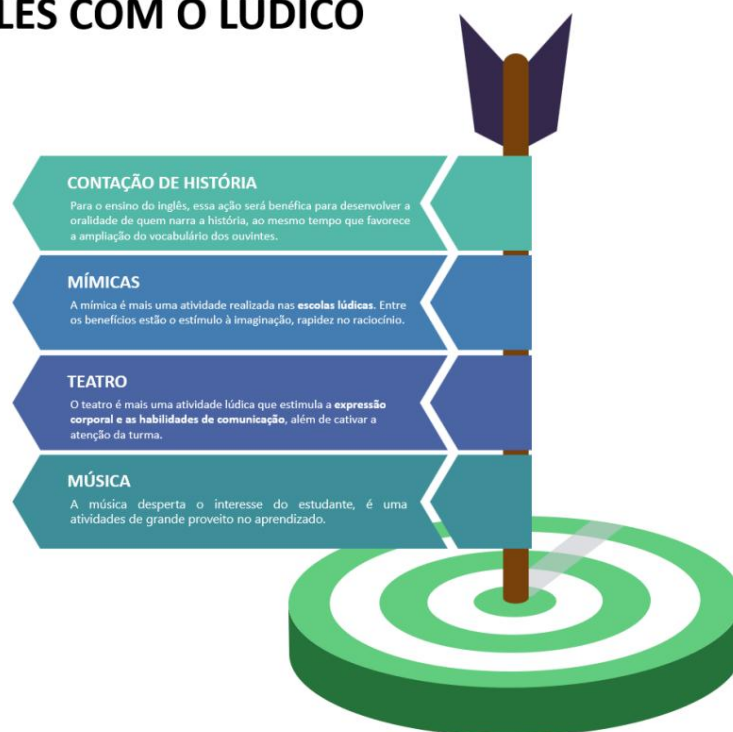 LES COM O LÚDICO
CONTAÇÃO DE HISTÓRIA
Para o ensino do inglês, essa ação será benéfica para desenvolver a
oralidade de quem narra a história, ao mesmo tempo que favorece
a ampliação do vocabulário dos ouvintes.
MÍMICAS
A mímica é mais uma atividade realizada nas escolas lúdicas. Entre
os benefícios estão o estímulo à imaginação, rapidez no raciocínio.
TEATRO
O teatro é mais uma atividade lúdica que estimula a expressão
corporal e as habilidades de comunicação, além de cativar a
atenção da turma.
MÚSICA
A música desperta o interesse do estudante, é uma
atividades de grande proveito no aprendizado.